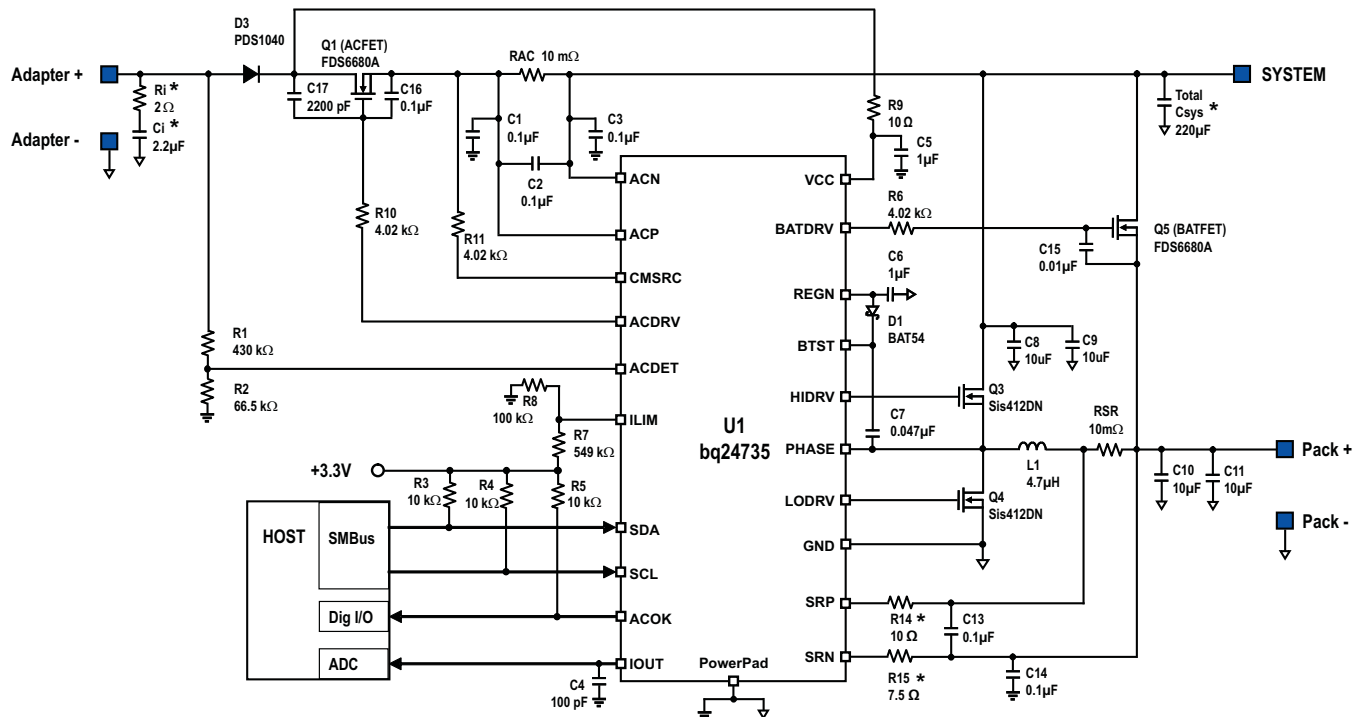 D3
PDS1040
Q1 (ACFET)
FDS6680A
RAC 10 mΩ
Adapter +
Ri *
2Ω
Ci *
2.2µF
Adapter -
C17
2200 pF
C16
0.1µF
R9
10 Ω
SYSTEM
Total
Csys *
220µF
C1
0.1µF
C3
0.1µF
C2
0.1µF
C5
1µF
ACN
VCC
R10
4.02 kΩ
R11
4.02 kΩ
ACP
BATDRV
R6
4.02 kΩ
Q5 (BATFET)
FDS6680A
C15
0.01µF
CMSRC
C6
1µF
REGN
ACDRV
D1
BAT54
BTST
R1
430 kΩ
ACDET
C8
10uF
C9
10uF
R2
66.5 kΩ
R8
100 kΩ
HIDRV
Q3
Sis412DN
ILIM
U1
bq24735
C7
0.047µF
RSR
10mΩ
R7
549 kΩ
PHASE
L1
4.7µH
Pack +
+3.3V
C10
10µF
C11
10µF
R3
10 kΩ
R4
10 kΩ
R5
10 kΩ
LODRV
Q4
Sis412DN
HOST
SMBus
SDA
GND
Pack -
SCL
SRP
R14 *
10 Ω
C13
0.1µF
Dig I/O
ACOK
ADC
IOUT
PowerPad
SRN
R15 *
7.5 Ω
C14
0.1µF
C4
100 pF